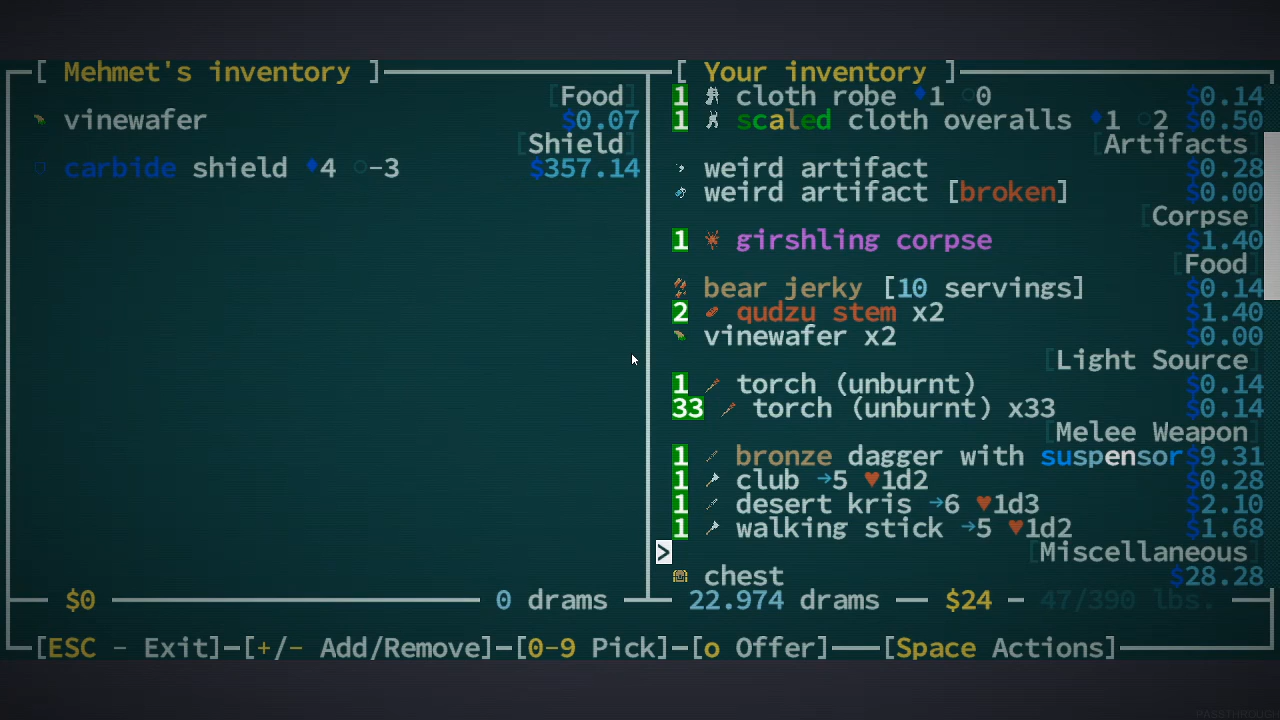 [ Mehmet's inventory ]
[Food]
vinewafer $0.07
[Shield]
carbide shield ♦4 ○-3 $357.14
[ Your inventory ]
1 cloth robe ♦1 ○0 $0.14
1 scaled cloth overalls ♦1 ○2 $0.50
[Artifacts]
weird artifact $0.28
weird artifact [broken] $0.00
[Corpse]
1 girshling corpse $1.40
[Food]
bear jerky [10 servings] $0.14
2 qudzu stem x2 $1.40
vinewafer x2 $0.00
[Light Source]
1 torch (unburnt) $0.14
33 torch (unburnt) x33 $0.14
[Melee Weapon]
1 bronze dagger with suspensor $9.31
1 club →5 ♥1d2 $0.28
1 desert kris →6 ♥1d3 $2.10
1 walking stick →5 ♥1d2 $1.68
> [Miscellaneous]
chest $28.28
$0 0 drams 22.974 drams — $24 — 47/390 lbs.
[ESC - Exit]—[+/- Add/Remove]—[0-9 Pick]—[o Offer]—[Space Actions]